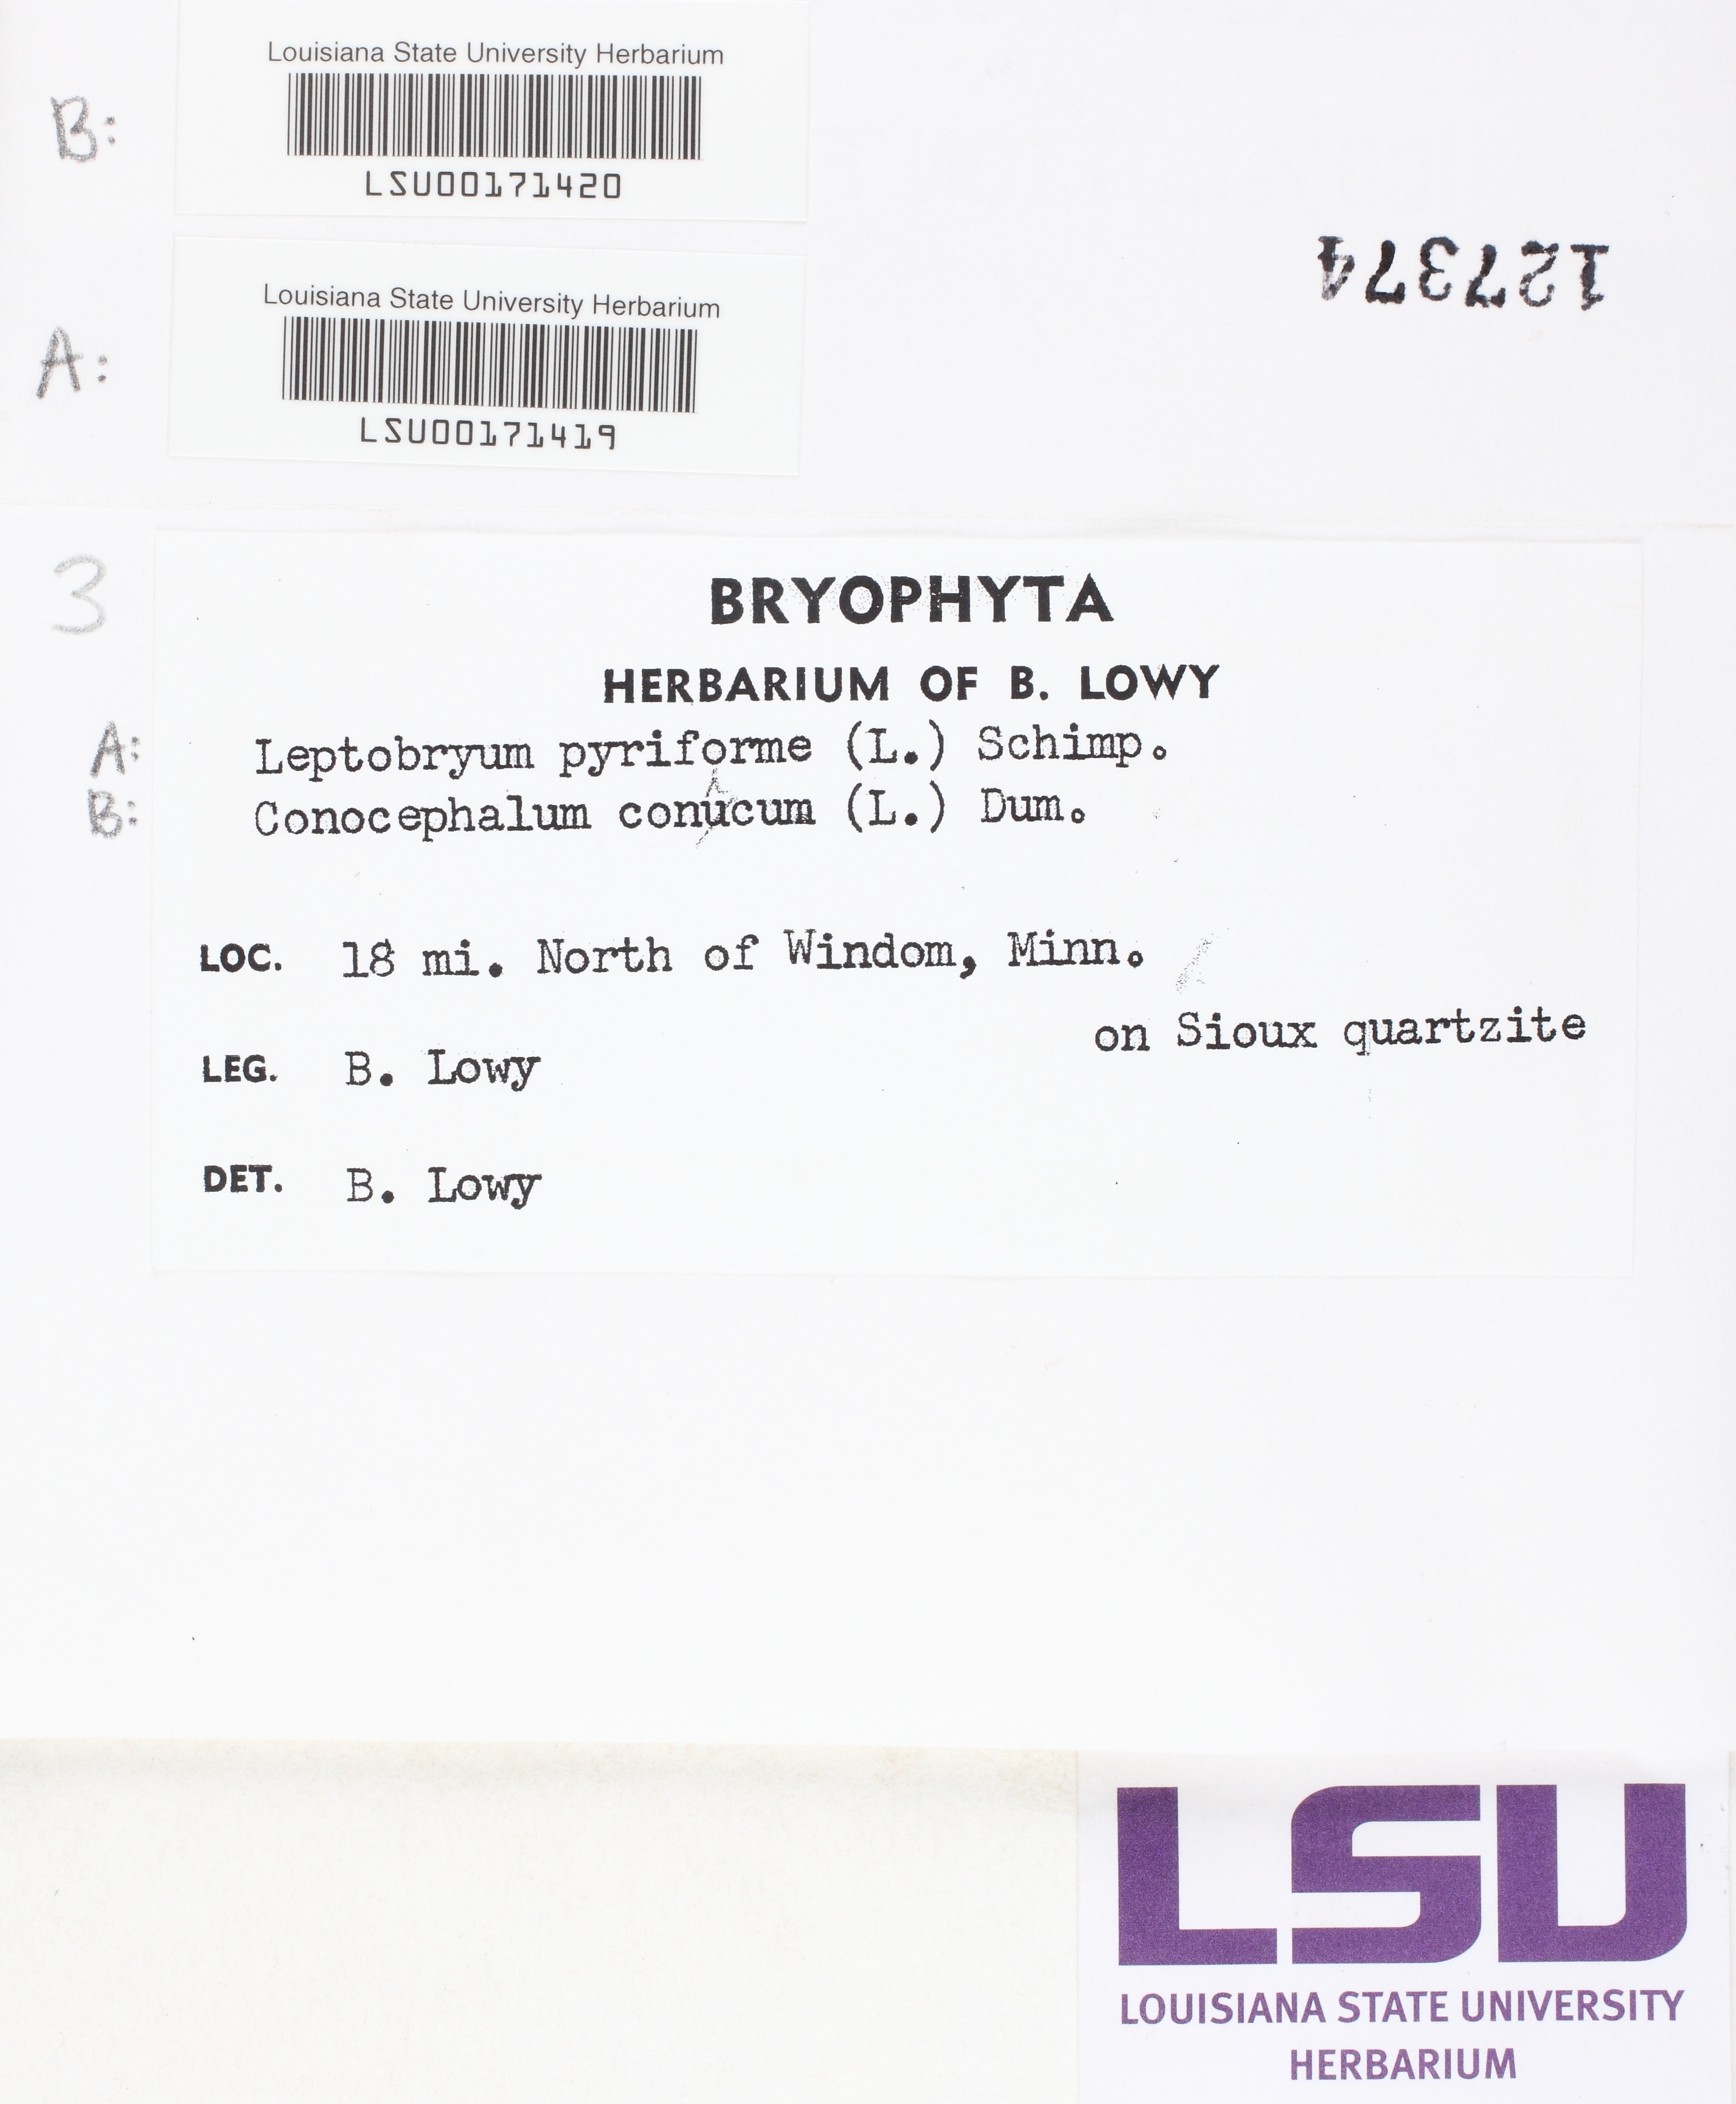 Louisiana State University Herbarium
B:
LSU00171420
127374
Louisiana State University Herbarium
A:
LSU00171419
3
BRYOPHYTA
HERBARIUM OF B. LOWY
A: Leptobryum pyriforme (L.) Schimp.
B: Conocephalum conucum (L.) Dum.
LOC. 18 mi. North of Windom, Minn.
on Sioux quartzite
LEG. B. Lowy
DET. B. Lowy
LSU
LOUISIANA STATE UNIVERSITY
HERBARIUM